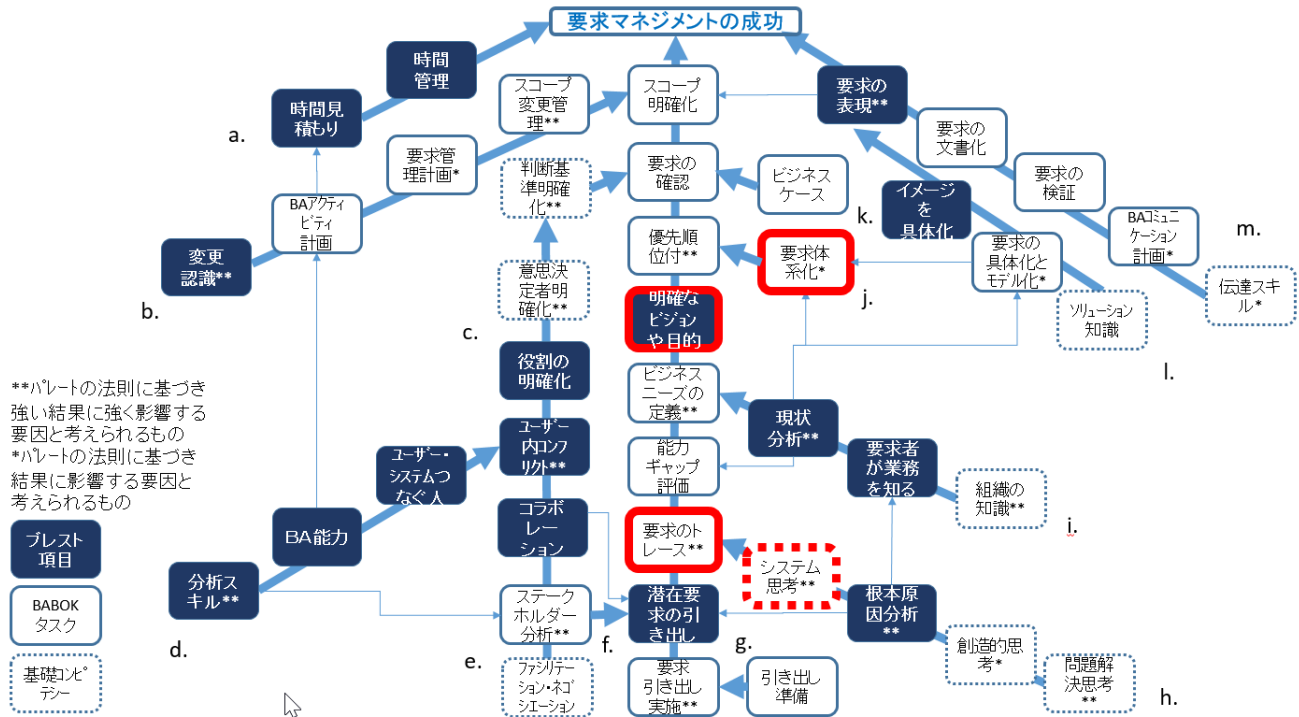 要求マネジメントの成功
時間
管理
スコープ
変更管
理**
スコープ
明確化
要求の
表現**
時間見
積もり
a.
要求管
理計画*
要求の
文書化
判断基
準明確
化**
要求の
確認
ビジネス
ケース
要求の
検証
イメージ
を
具体化
k.
BAアクティ
ビティ
計画
優先順
位付**
要求体
系化*
要求の
具体化と
モデル化*
BAコミュニ
ケーション
計画*
m.
変更
認識**
b.
意思決
定者明
確化**
c.
明確な
ビジョン
や目的
j.
ソリューション
知識
伝達スキ
ル*
l.
役割の
明確化
ビジネス
ニーズの
定義**
現状
分析**
**パレートの法則に基づき
強い結果に強く影響する
要因と考えられるもの
*パレートの法則に基づき
結果に影響する要因と
考えられるもの
ユーザー・
システムつ
なぐ人
ユーザー
内コンフ
リクト**
能力
ギャップ
評価
要求者
が業務
を知る
組織の
知識**
i.
ブレスト
項目
BA能力
コラボ
レー
ション
要求のト
レース**
システム
思考**
分析ス
キル**
d.
BABOK
タスク
ステーク
ホルダー
分析**
e.
f.
潜在要
求の引
き出し
g.
根本原
因分析
**
創造的思
考*
問題解
決思考
**
h.
基礎コンピ
テシー
ファシリテー
ション・ネゴ
シエーション
要求
引き出し
実施**
引き出し
準備